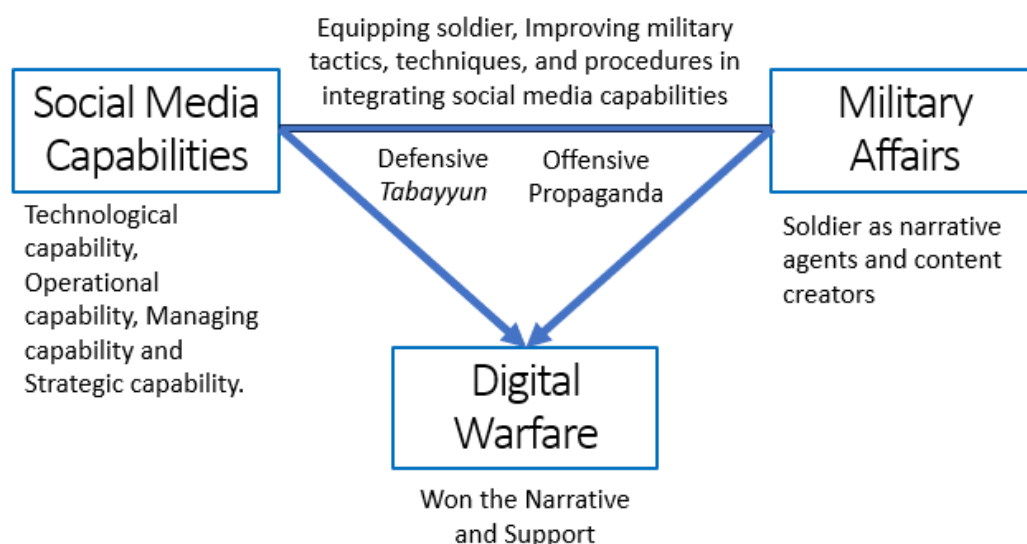 Equipping soldier, Improving military
tactics, techniques, and procedures in
integrating social media capabilities
Social Media
Capabilities
Military
Affairs
Defensive
Tabayyun
Offensive
Propaganda
Technological
capability,
Operational
capability, Managing
capability and
Strategic capability.
Soldier as narrative
agents and content
creators
Digital
Warfare
Won the Narrative
and Support